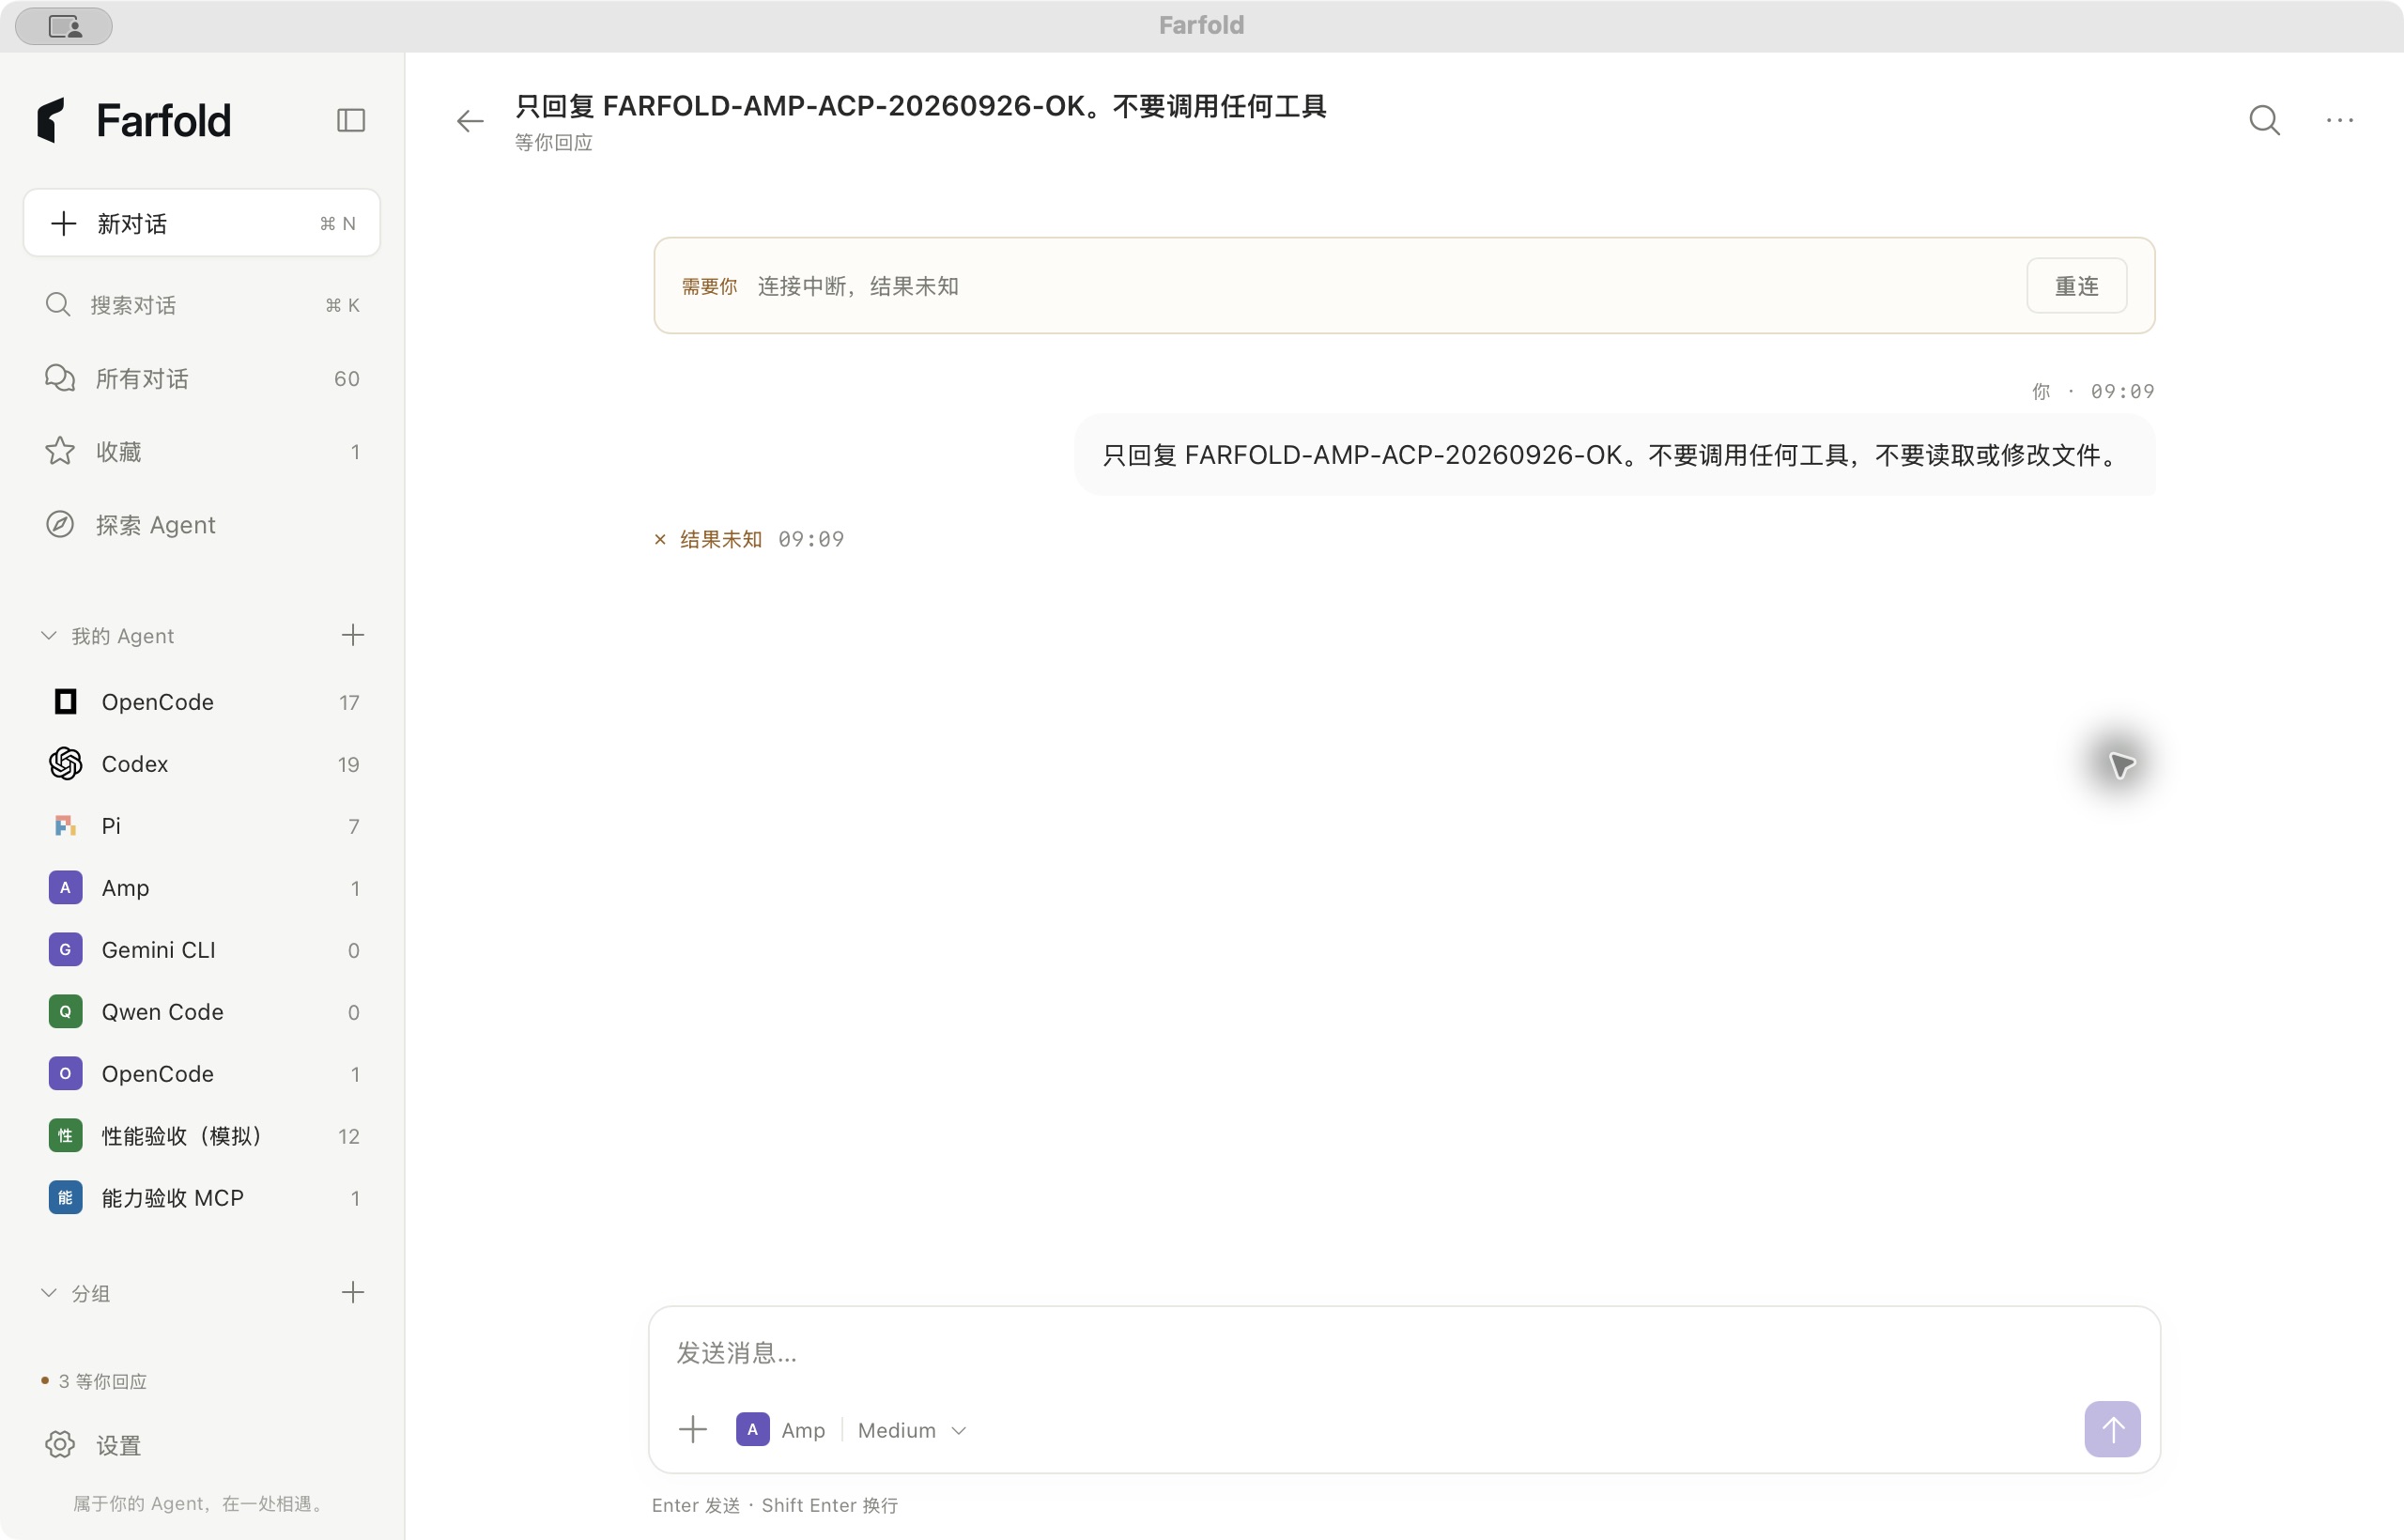 Farfold
Farfold
新对话 ⌘ N
搜索对话 ⌘ K
所有对话 60
收藏 1
探索 Agent
我的 Agent
OpenCode 17
Codex 19
Pi 7
A Amp 1
G Gemini CLI 0
Q Qwen Code 0
O OpenCode 1
性 性能验收（模拟） 12
能 能力验收 MCP 1
分组
3 等你回应
设置
属于你的 Agent，在一处相遇。
只回复 FARFOLD-AMP-ACP-20260926-OK。不要调用任何工具
等你回应
需要你 连接中断，结果未知 重连
你 · 09:09
只回复 FARFOLD-AMP-ACP-20260926-OK。不要调用任何工具，不要读取或修改文件。
× 结果未知 09:09
发送消息...
A Amp Medium
Enter 发送 · Shift Enter 换行